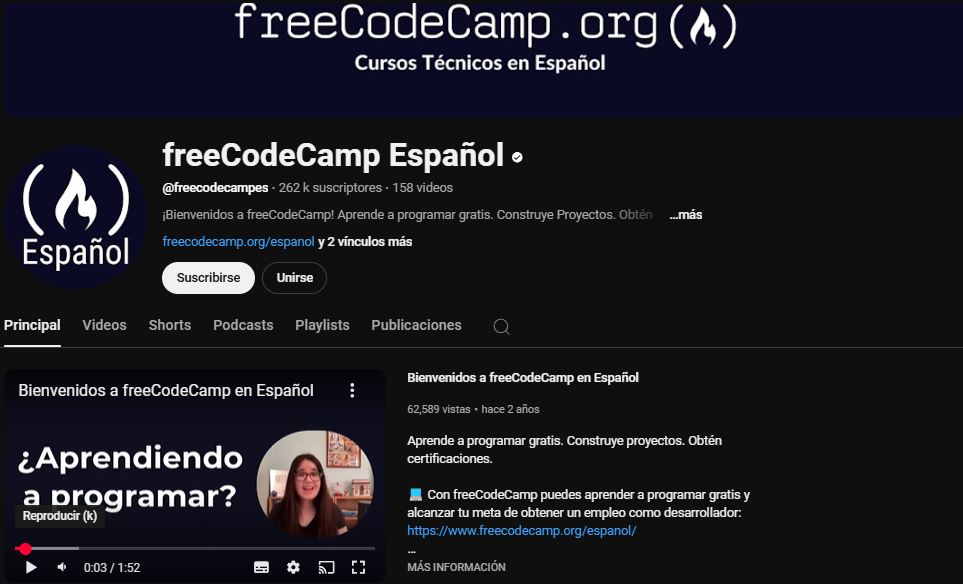 freeCodeCamp.org
Cursos Técnicos en Español
Español
freeCodeCamp Español
@freecodecampes · 262 k suscriptores · 158 videos
¡Bienvenidos a freeCodeCamp! Aprende a programar gratis. Construye Proyectos. Obtén ...más
freecodecamp.org/espanol y 2 vínculos más
Suscribirse Unirse
Principal Videos Shorts Podcasts Playlists Publicaciones
Bienvenidos a freeCodeCamp en Español
¿Aprendiendo
a programar?
Reproducir (k)
0:03 / 1:52
Bienvenidos a freeCodeCamp en Español
62,589 vistas • hace 2 años
Aprende a programar gratis. Construye proyectos. Obtén
certificaciones.
💻 Con freeCodeCamp puedes aprender a programar gratis y
alcanzar tu meta de obtener un empleo como desarrollador:
https://www.freecodecamp.org/espanol/
...
MÁS INFORMACIÓN